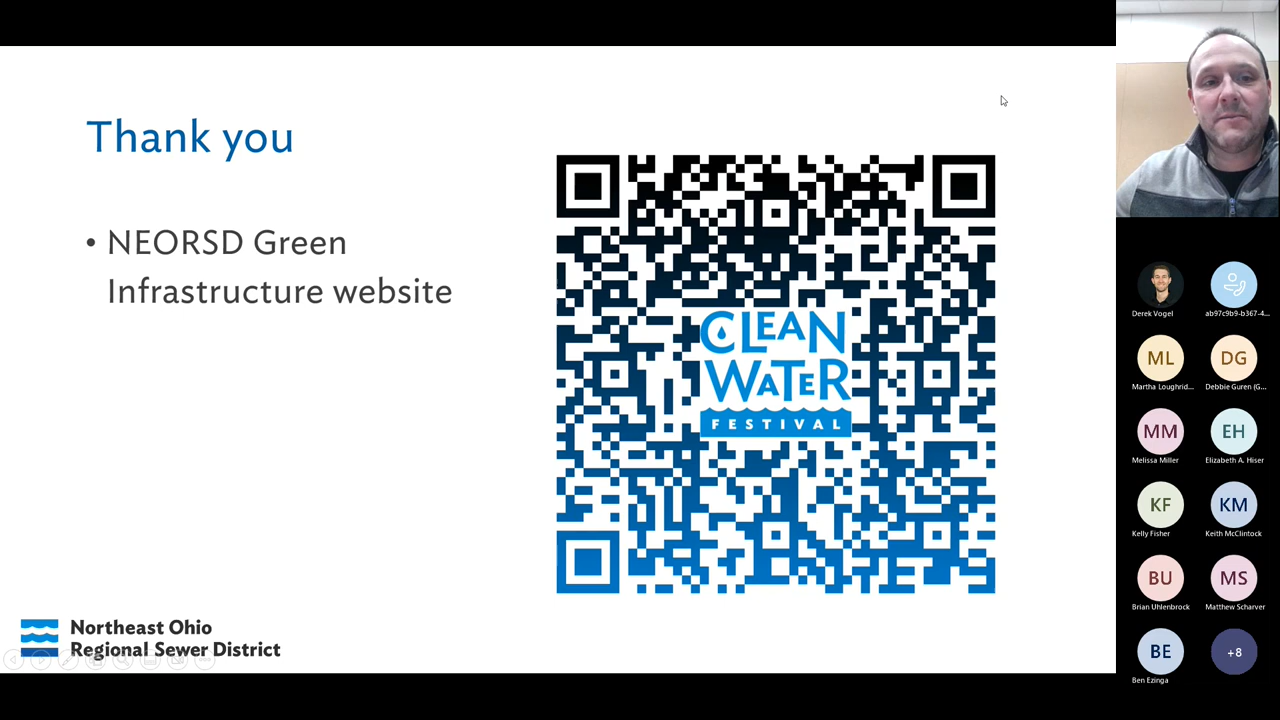 Thank you
• NEORSD Green
Infrastructure website
CLEAN
WATER
FESTIVAL
Northeast Ohio
Regional Sewer District
Derek Vogel
ab97c9b9-b367-4...
ML
Martha Loughrid...
DG
Debbie Guren (G...
MM
Melissa Miller
EH
Elizabeth A. Hiser
KF
Kelly Fisher
KM
Keith McClintock
BU
Brian Uhlenbrock
MS
Matthew Scharver
BE
Ben Ezinga
+8